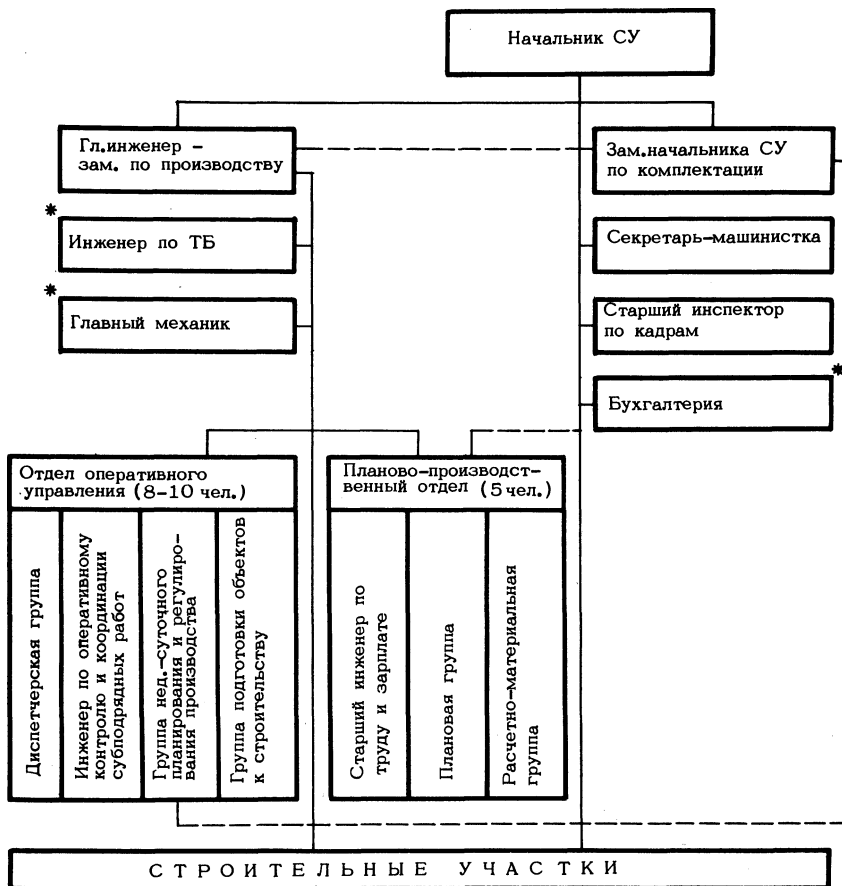 Начальник СУ
Гл.инженер –
зам. по производству
Зам.начальника СУ
по комплектации
*
Инженер по ТБ
Секретарь-машинистка
*
Главный механик
Старший инспектор
по кадрам
*
Бухгалтерия
Отдел оперативного
управления (8-10 чел.)
Планово-производст-
венный отдел (5 чел.)
Диспетчерская группа
Инженер по оперативному
контролю и координации
субподрядных работ
Группа нед.-суточного
планирования и регулиро-
вания производства
Группа подготовки объектов
к строительству
Старший инженер по
труду и зарплате
Плановая группа
Расчетно-материальная
группа
СТРОИТЕЛЬНЫЕ УЧАСТКИ